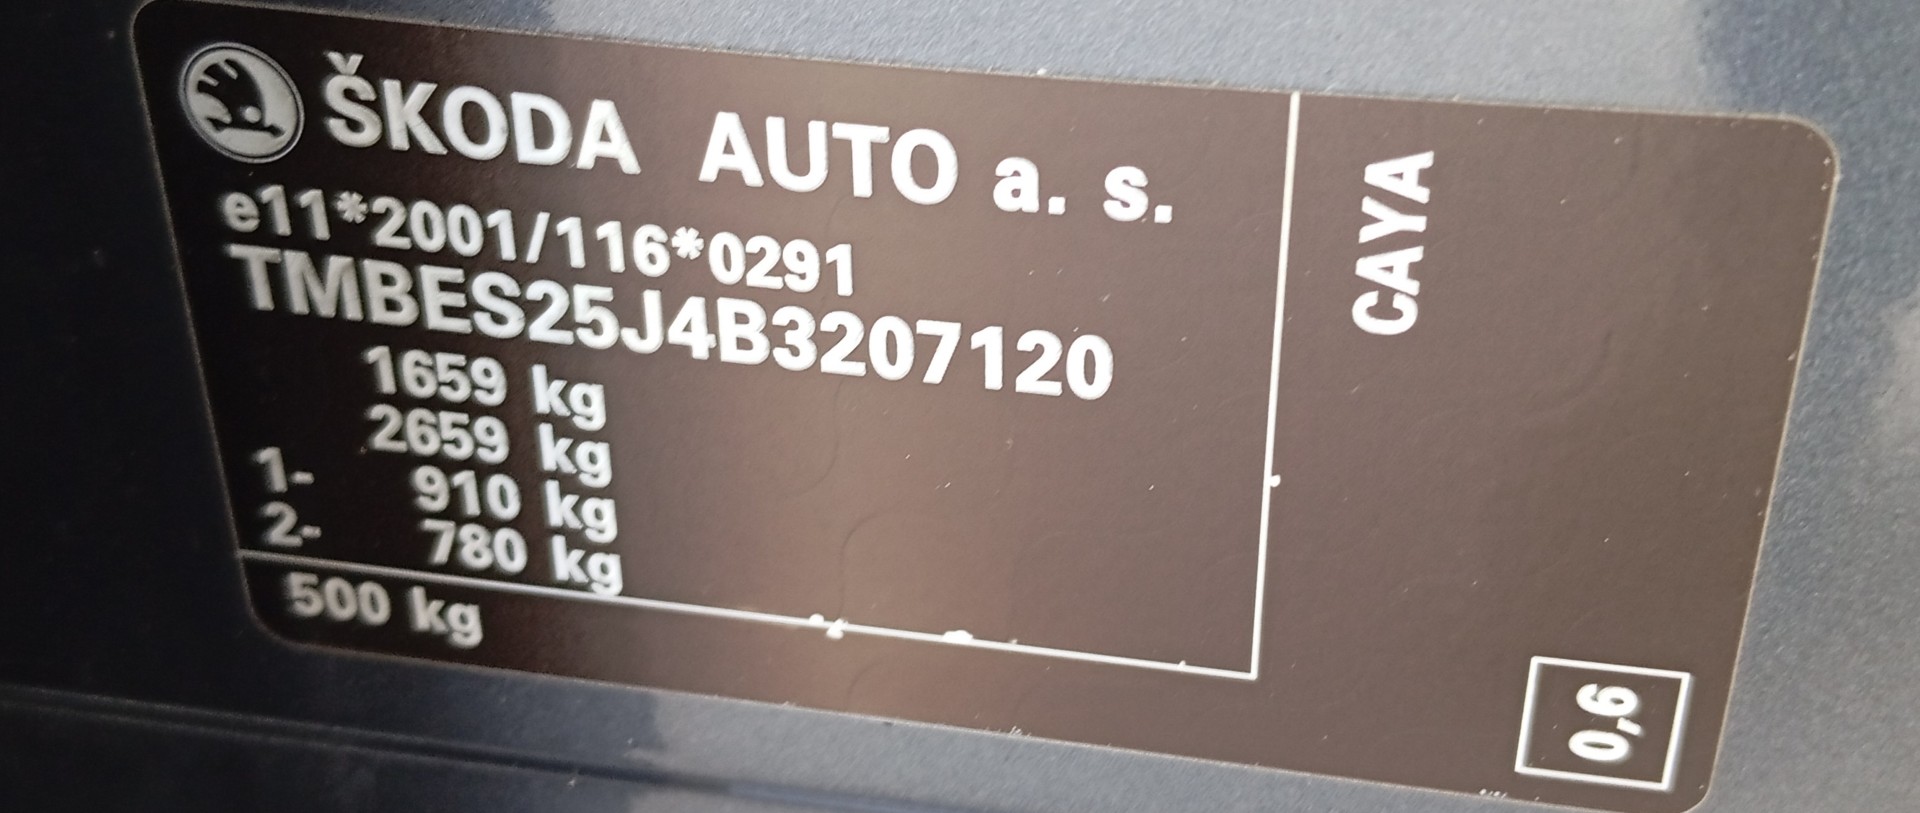 ŠKODA AUTO a. s.
e11*2001/116*0291
TMBES25J4B3207120
1659 kg
2659 kg
1- 910 kg
2- 780 kg
500 kg
CAYA
0,6